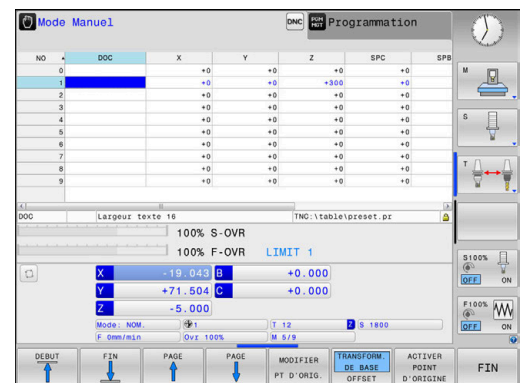 Mode Manuel
DNC
PGM MGT
Programmation
NO DOC X Y Z SPC SPB
0 +0 +0 +0 +0
1 +0 +0 +300 +0
2 +0 +0 +0 +0
3 +0 +0 +0 +0
4 +0 +0 +0 +0
5 +0 +0 +0 +0
6 +0 +0 +0 +0
7 +0 +0 +0 +0
8 +0 +0 +0 +0
9 +0 +0 +0 +0
DOC Largeur texte 16 TNC:\table\preset.pr
100% S-OVR
100% F-OVR LIMIT 1
X -19.043 B +0.000
Y +71.504 C +0.000
Z -5.000
Mode: NOM. 1 T 12 Z S 1800
F 0mm/min Ovr 100% M 5/9
M
S
T
S100%
OFF ON
F100%
OFF ON
DEBUT
FIN
PAGE
PAGE
MODIFIER
PT D'ORIG.
TRANSFORM.
DE BASE
OFFSET
ACTIVER
POINT
D'ORIGINE
FIN